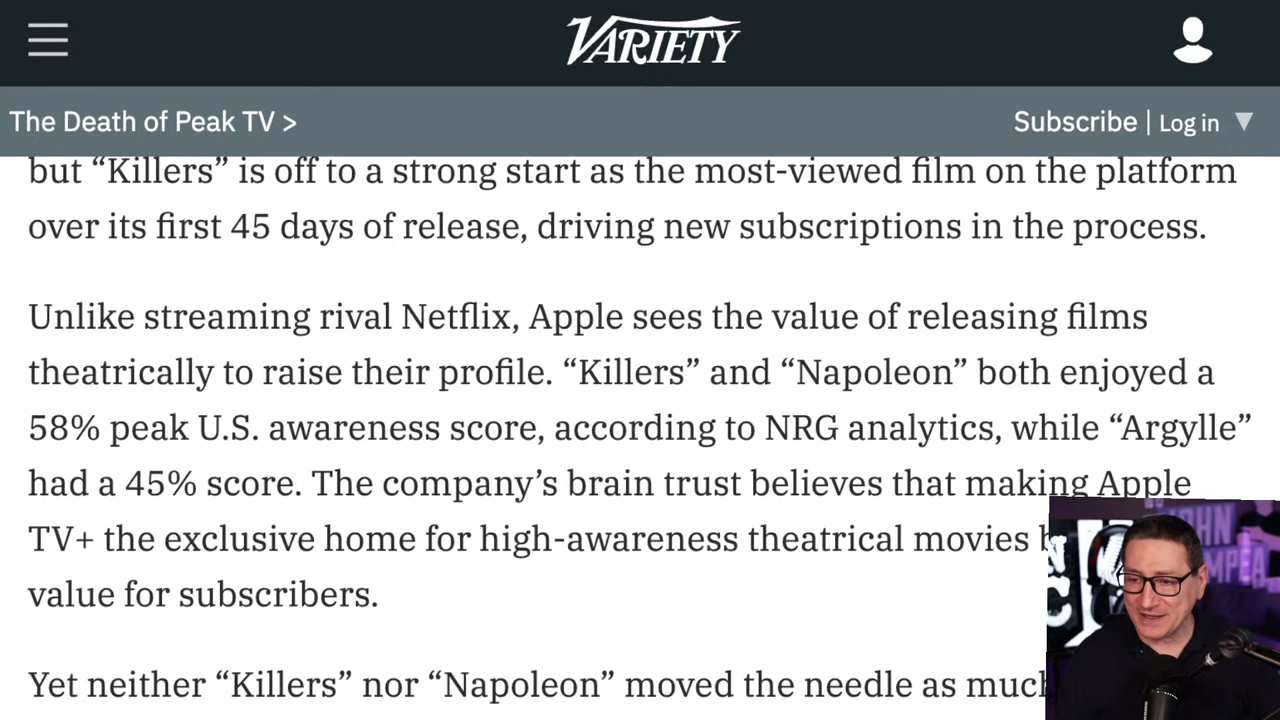 VARIETY
The Death of Peak TV >
Subscribe | Log in ▼
but “Killers” is off to a strong start as the most-viewed film on the platform
over its first 45 days of release, driving new subscriptions in the process.
Unlike streaming rival Netflix, Apple sees the value of releasing films
theatrically to raise their profile. “Killers” and “Napoleon” both enjoyed a
58% peak U.S. awareness score, according to NRG analytics, while “Argylle”
had a 45% score. The company’s brain trust believes that making Apple
TV+ the exclusive home for high-awareness theatrical movies
value for subscribers.
Yet neither “Killers” nor “Napoleon” moved the needle as much